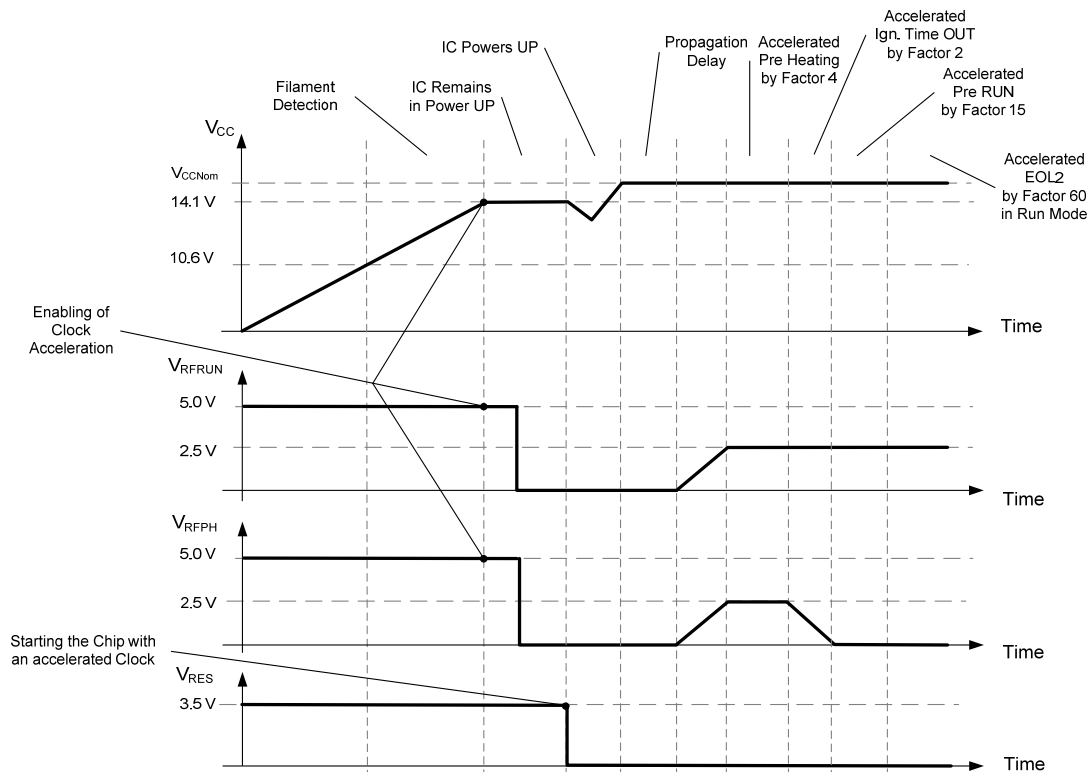 Accelerated
Ign. Time OUT
by Factor 2
IC Powers UP
Propagation
Delay
Accelerated
Pre Heating
by Factor 4
Accelerated
Pre RUN
by Factor 15
Filament
Detection
IC Remains
in Power UP
Accelerated
EOL2
by Factor 60
in Run Mode
VCC
VCCNom
14.1 V
10.6 V
Time
Enabling of
Clock
Acceleration
VRFRUN
5.0 V
2.5 V
Time
VRFPH
5.0 V
2.5 V
Time
Starting the Chip with
an accelerated Clock
VRES
3.5 V
Time